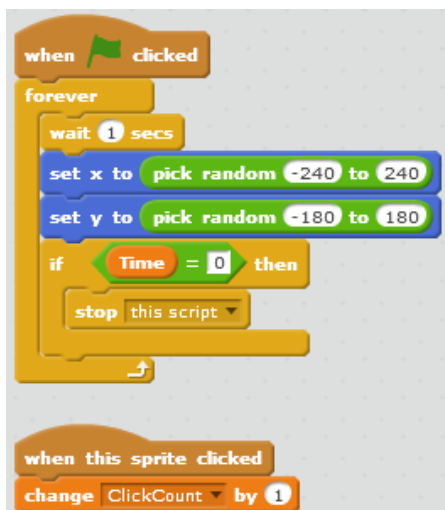 when clicked
forever
wait 1 secs
set x to pick random -240 to 240
set y to pick random -180 to 180
if Time = 0 then
stop this script
when this sprite clicked
change ClickCount by 1